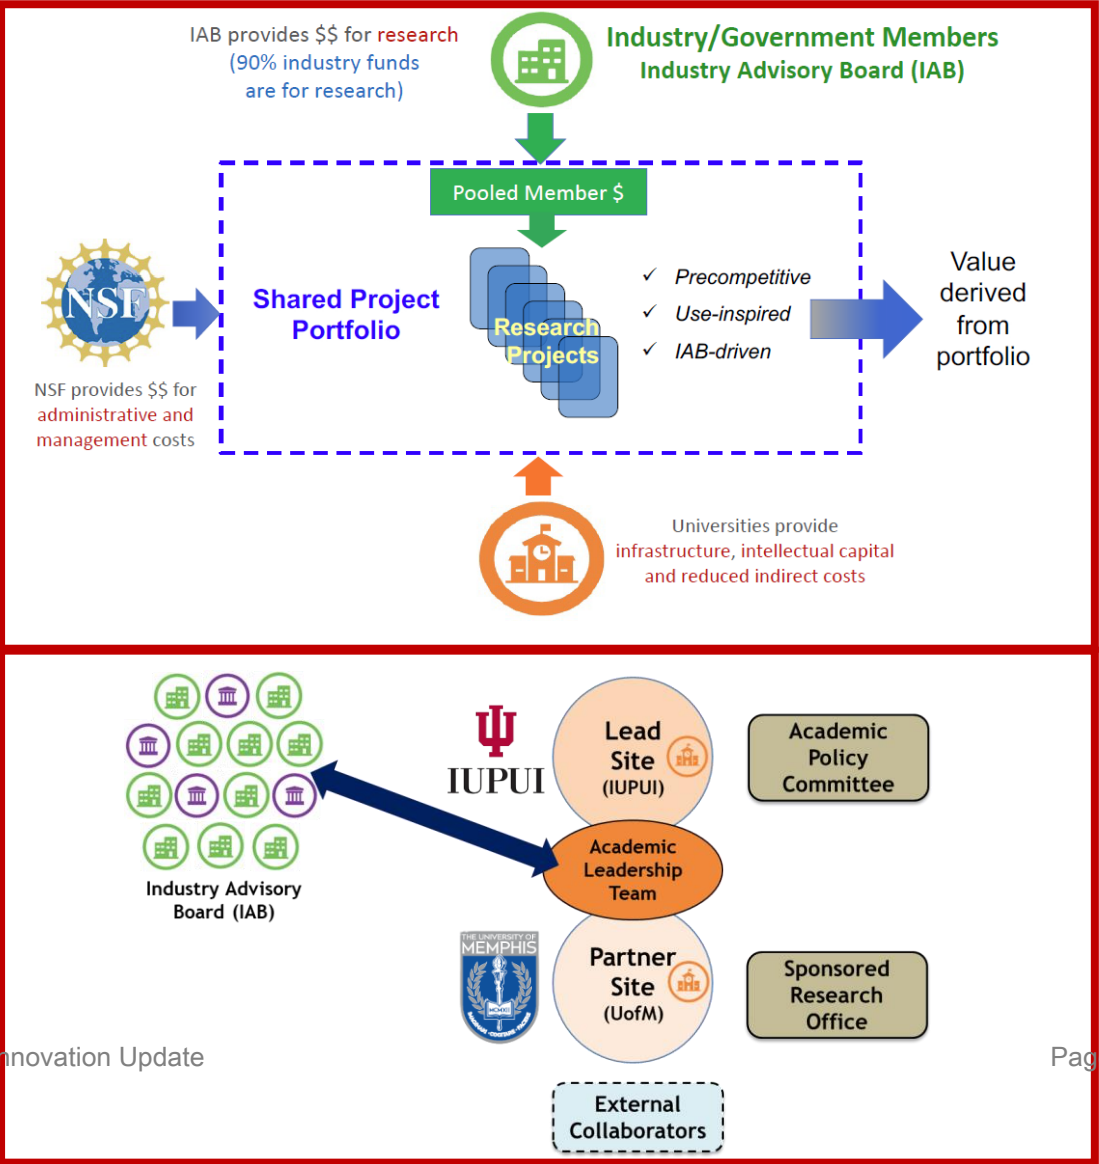 IAB provides $$ for research
(90% industry funds
are for research)
Industry/Government Members
Industry Advisory Board (IAB)
Pooled Member $
NSF
Shared Project
Portfolio
Research
Projects
✓ Precompetitive
✓ Use-inspired
✓ IAB-driven
Value
derived
from
portfolio
NSF provides $$ for
administrative and
management costs
Universities provide
infrastructure, intellectual capital
and reduced indirect costs
IUPUI
Lead
Site
(IUPUI)
Academic
Policy
Committee
Academic
Leadership
Team
Industry Advisory
Board (IAB)
THE UNIVERSITY OF
MEMPHIS
MCMXII
Partner
Site
(UofM)
Sponsored
Research
Office
nnovation Update
Pag
External
Collaborators